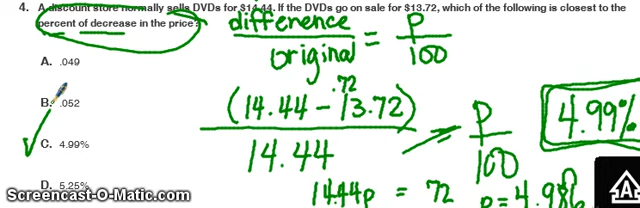 4. A discount store normally sells DVDs for $14.44. If the DVDs go on sale for $13.72, which of the following is closest to the
percent of decrease in the price?
difference
original
=
P
100
A. .049
B. .052
C. 4.99%
D. 5.25%
.72
(14.44 - 13.72)
14.44
=
P
100
4.99%
14.44p = 72
p = 4.986
Screencast-O-Matic.com
A